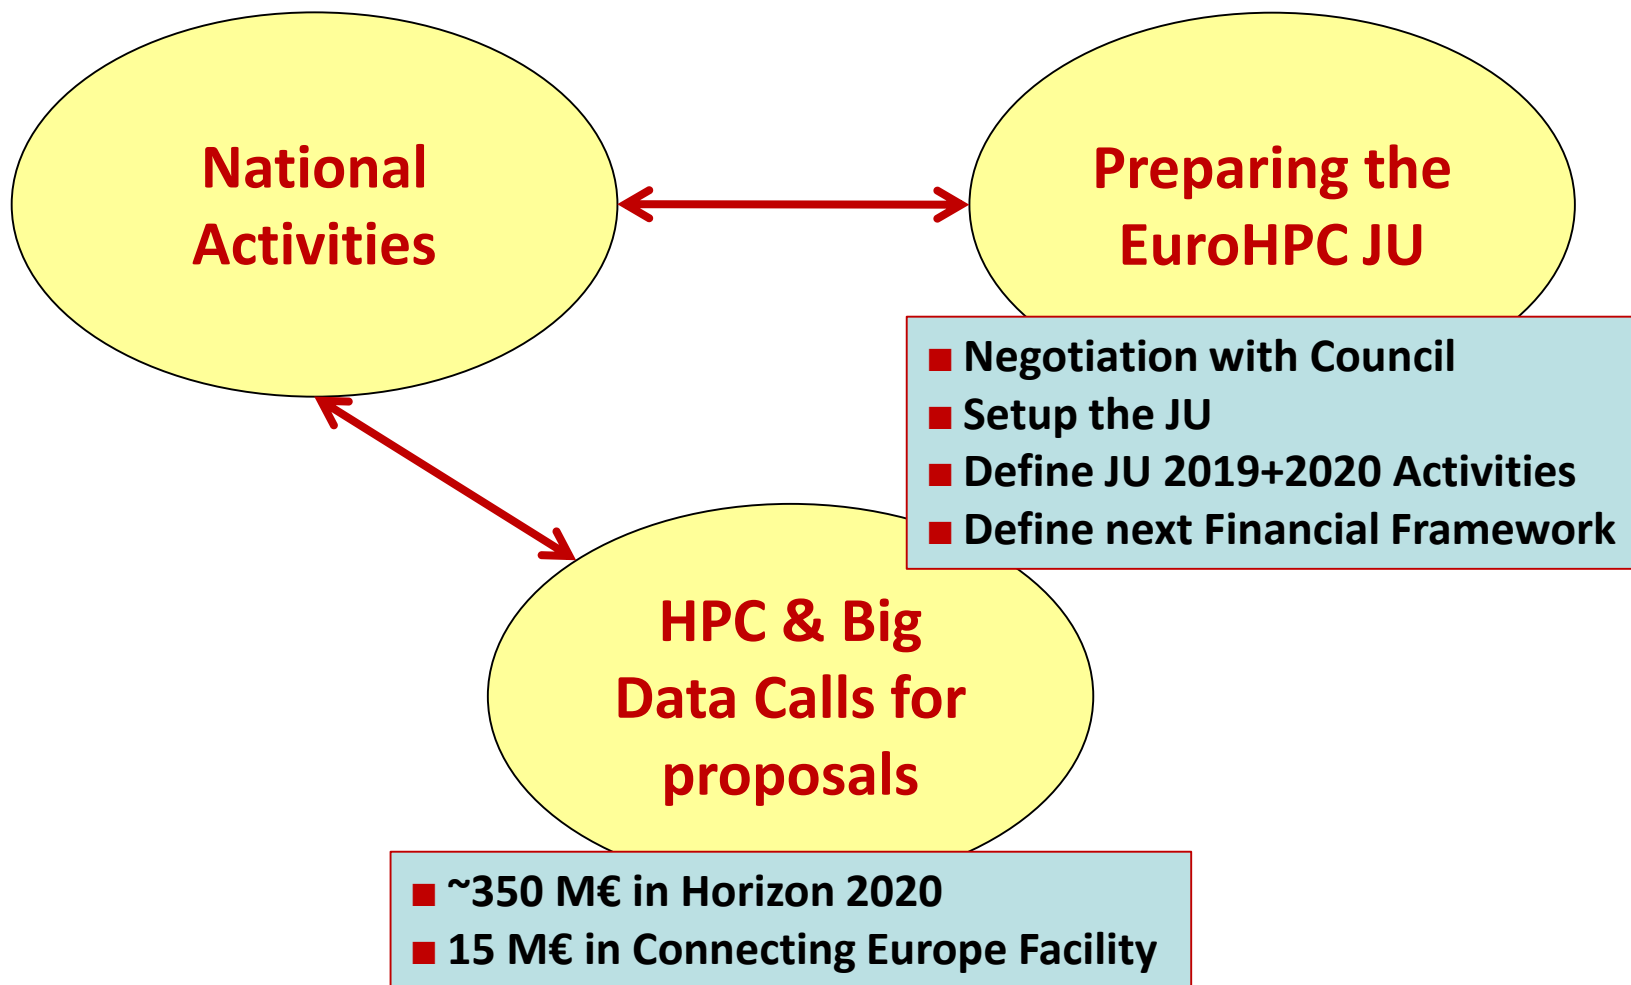 National
Activities
Preparing the
EuroHPC JU
■ Negotiation with Council
■ Setup the JU
■ Define JU 2019+2020 Activities
■ Define next Financial Framework
HPC & Big
Data Calls for
proposals
■ ~350 M€ in Horizon 2020
■ 15 M€ in Connecting Europe Facility